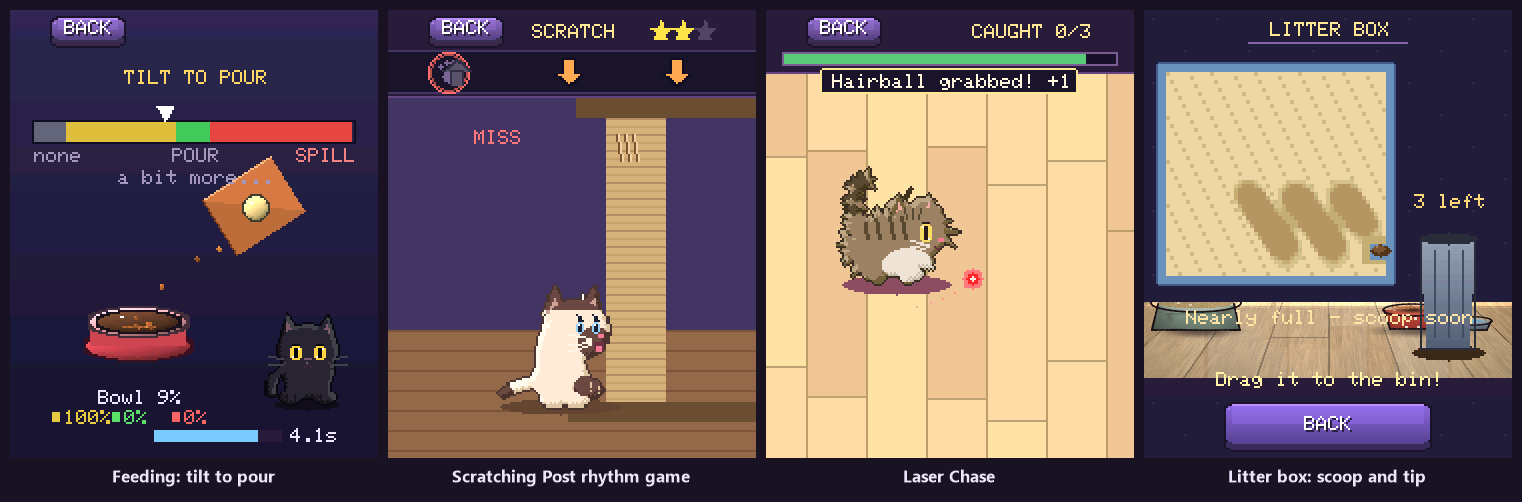 BACK
TILT TO POUR
none POUR SPILL
a bit more...
Bowl 9%
100% 0% 0%
4.1s
Feeding: tilt to pour
BACK SCRATCH
MISS
Scratching Post rhythm game
BACK CAUGHT 0/3
Hairball grabbed! +1
Laser Chase
LITTER BOX
3 left
Nearly full - scoop soon
Drag it to the bin!
BACK
Litter box: scoop and tip